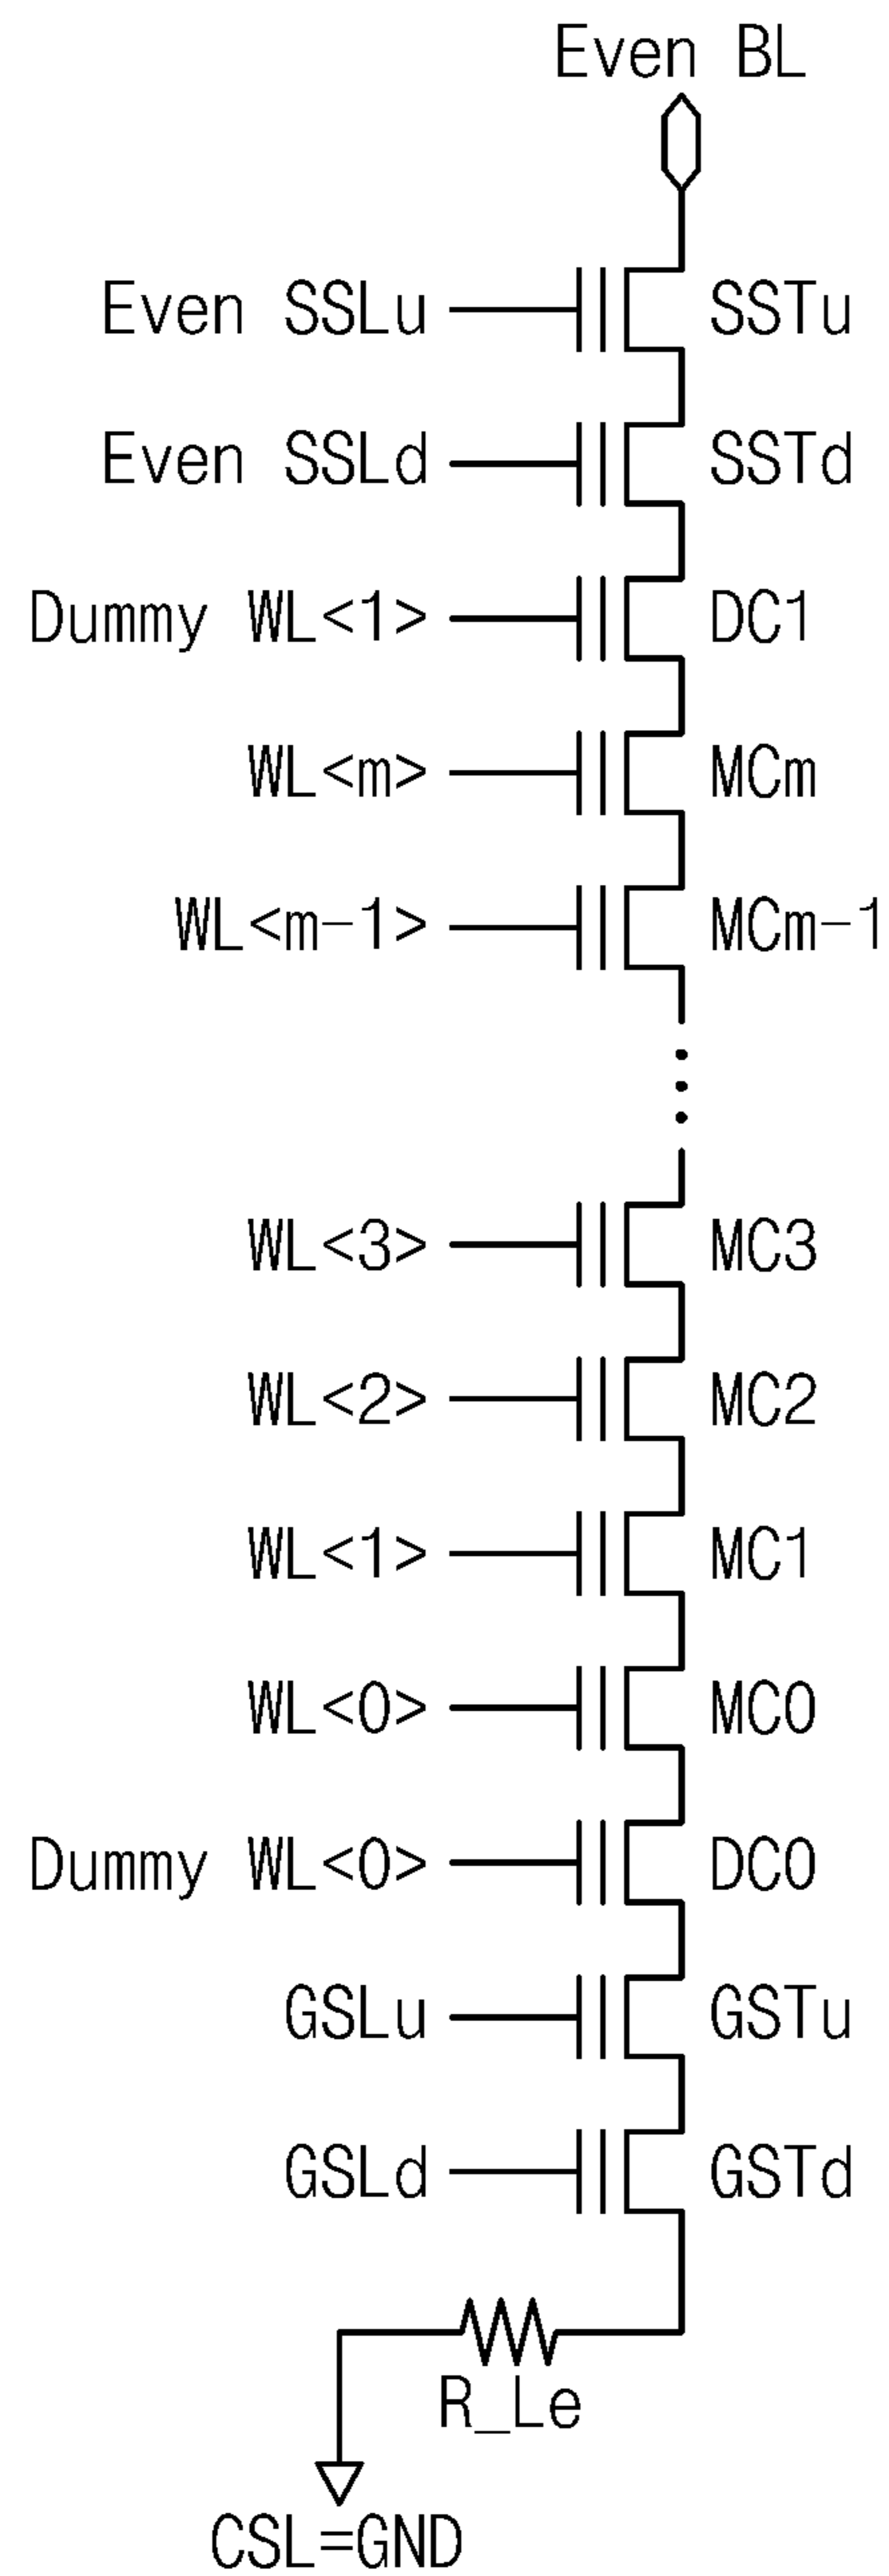 Even BL
Even SSLu SSTu
Even SSLd SSTd
Dummy WL<1> DC1
WL<m> MCm
WL<m-1> MCm-1
WL<3> MC3
WL<2> MC2
WL<1> MC1
WL<0> MC0
Dummy WL<0> DC0
GSLu GSTu
GSLd GSTd
R_Le
CSL=GND